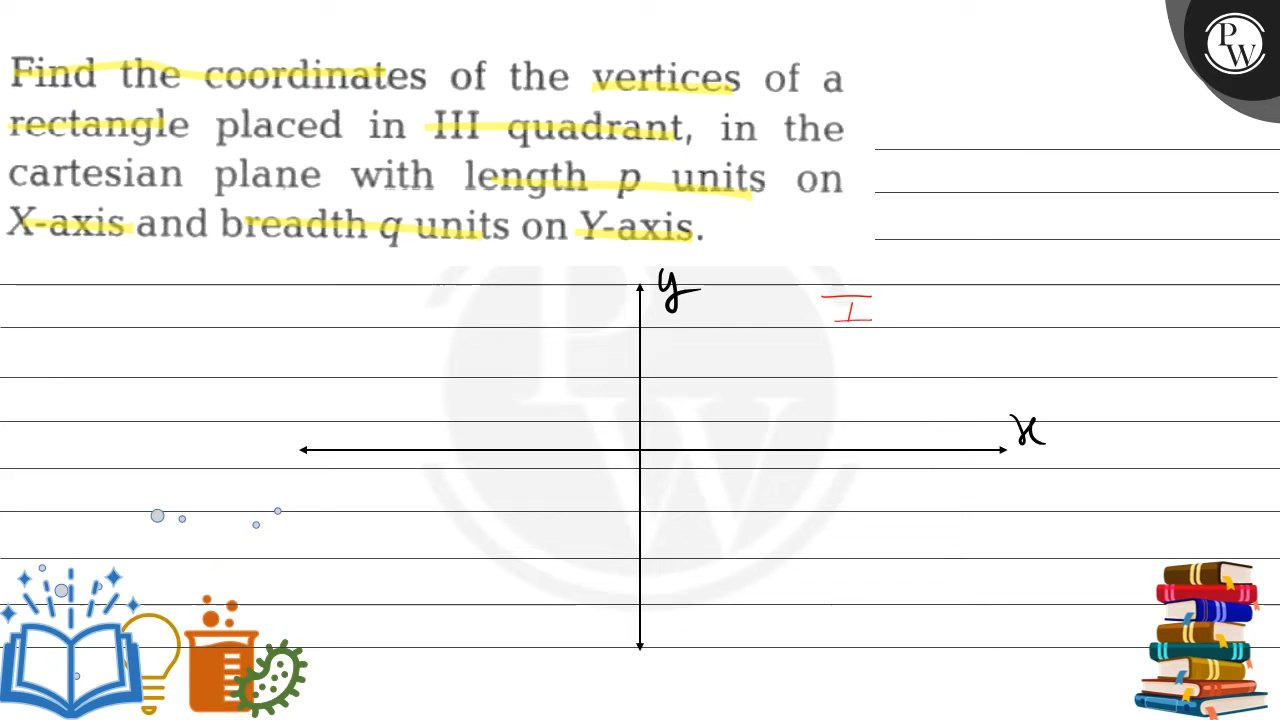 P
W
Find the coordinates of the vertices of a
rectangle placed in III quadrant, in the
cartesian plane with length p units on
X-axis and breadth q units on Y-axis.
y
I
x
P
W